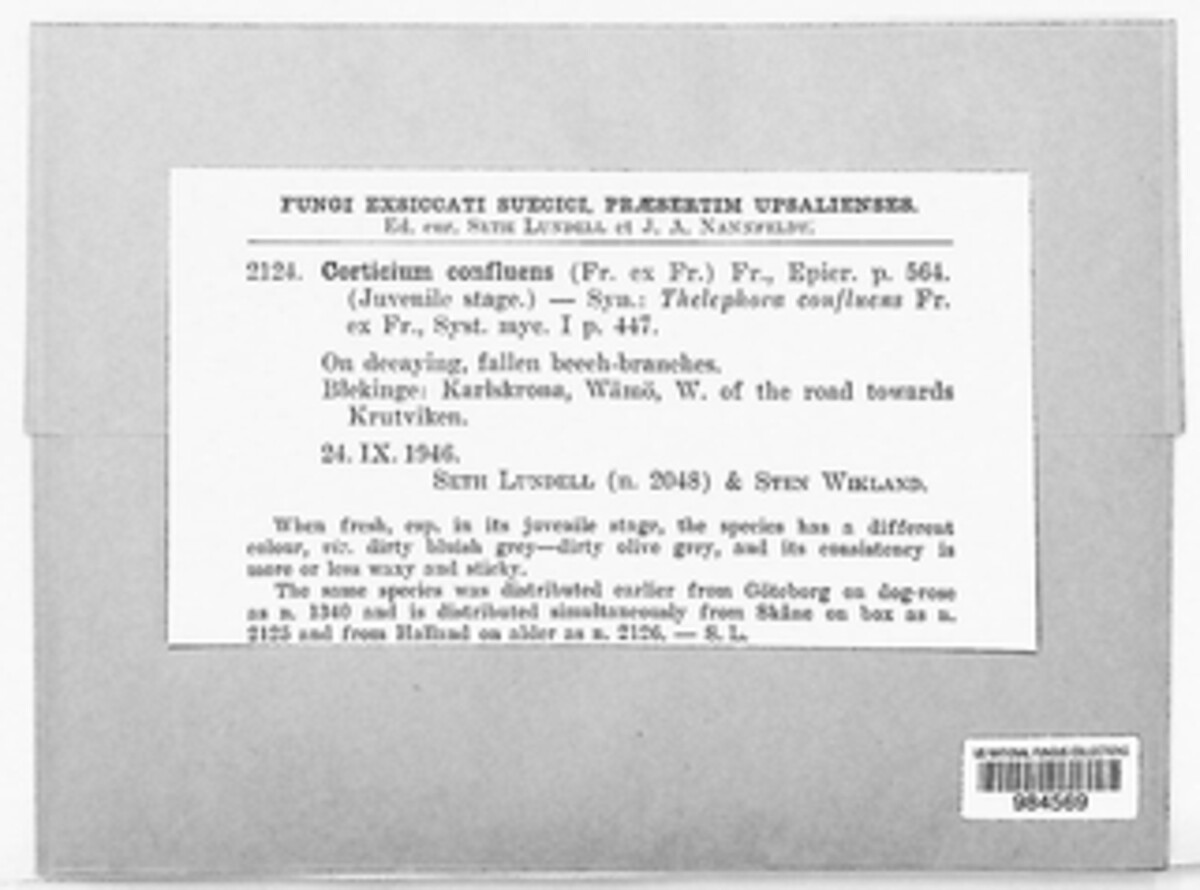 FUNGI EXSICCATI SUECICI, PRÆSERTIM UPSALIENSES.
Ed. cur. SETH LUNDELL et J. A. NANNFELDT.
2124. Corticium confluens (Fr. ex Fr.) Fr., Epicr. p. 564.
(Juvenile stage.) — Syn.: Thelephora confluens Fr.
ex Fr., Syst. myc. I p. 447.
On decaying, fallen beech-branches.
Blekinge: Karlskrona, Wämö, W. of the road towards
Krutviken.
24. IX. 1946.
SETH LUNDELL (n. 2048) & STEN WIKLAND.
When fresh, esp. in its juvenile stage, the species has a different
colour, viz. dirty bluish grey—dirty olive grey, and its consistency is
more or less waxy and sticky.
The same species was distributed earlier from Göteborg on dog-rose
as n. 1340 and is distributed simultaneously from Skåne on box as n.
2125 and from Halland on alder as n. 2126. — S. L.
US NATIONAL FUNGUS COLLECTIONS
984569